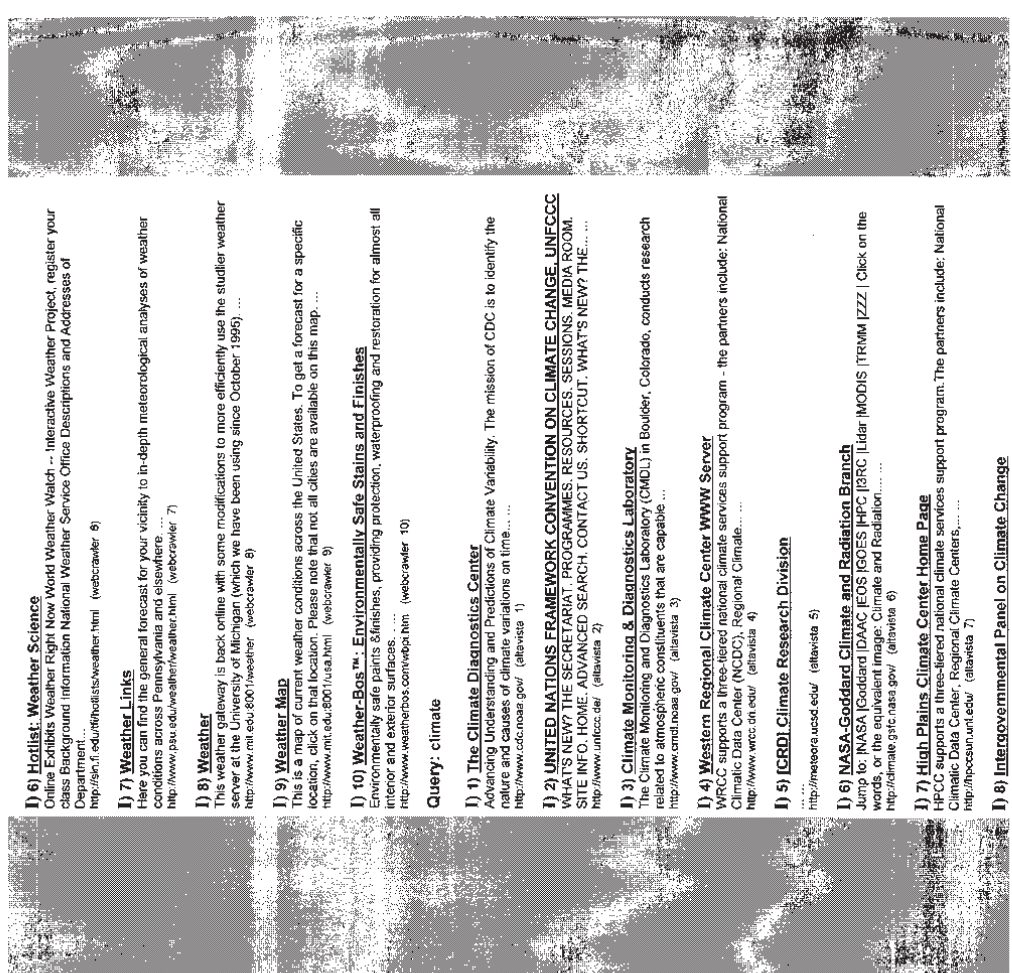 I) 6) Hotlist: Weather Science
Online Exhibits Weather Right Now World Weather Watch -- Interactive Weather Project, register your
class Background Information National Weather Service Office Descriptions and Addresses of
Department...
http://sln.fi.edu/tfi/hotlists/weather.html (webcrawler 6)
I) 7) Weather Links
Here you can find the general forecast for your vicinity to in-depth meteorological analyses of weather
conditions across Pennsylvania and elsewhere. ...
http://www.psu.edu/weather/weather.html (webcrawler 7)
I) 8) Weather
This weather gateway is back online with some modifications to more efficiently use the studlier weather
server at the University of Michigan (which we have been using since October 1995). ...
http://www.mit.edu:8001/weather (webcrawler 8)
I) 9) Weather Map
This is a map of current weather conditions across the United States. To get a forecast for a specific
location, click on that location. Please note that not all cities are available on this map. ...
http://www.mit.edu:8001/usa.html (webcrawler 9)
I) 10) Weather-Bos™: Environmentally Safe Stains and Finishes
Environmentally safe paints &finishes, providing protection, waterproofing and restoration for almost all
interior and exterior surfaces. ... ...
http://www.weatherbos.com/wbpi.htm (webcrawler 10)
Query: climate
I) 1) The Climate Diagnostics Center
Advancing Understanding and Predictions of Climate Variability. The mission of CDC is to identify the
nature and causes of climate variations on time... ...
http://www.cdc.noaa.gov/ (altavista 1)
I) 2) UNITED NATIONS FRAMEWORK CONVENTION ON CLIMATE CHANGE, UNFCCC
WHAT'S NEW? THE SECRETARIAT. PROGRAMMES. RESOURCES. SESSIONS. MEDIA ROOM.
SITE INFO. HOME. ADVANCED SEARCH. CONTACT US. SHORTCUT. WHAT'S NEW? THE... ...
http://www.unfccc.de/ (altavista 2)
I) 3) Climate Monitoring & Diagnostics Laboratory
The Climate Monitoring and Diagnostics Laboratory (CMDL) in Boulder, Colorado, conducts research
related to atmospheric constituents that are capable ...
http://www.cmdl.noaa.gov/ (altavista 3)
I) 4) Western Regional Climate Center WWW Server
WRCC supports a three-tiered national climate services support program - the partners include: National
Climatic Data Center (NCDC), Regional Climate... ...
http://www.wrcc.dri.edu/ (altavista 4)
I) 5) [CRD] Climate Research Division
... ...
http://meteora.ucsd.edu/ (altavista 5)
I) 6) NASA-Goddard Climate and Radiation Branch
Jump to: |NASA |Goddard |DAAC |EOS |GOES |HPC |I3RC |Lidar |MODIS |TRMM |ZZZ | Click on the
words, or the equivalent image: Climate and Radiation... ...
http://climate.gsfc.nasa.gov/ (altavista 6)
I) 7) High Plains Climate Center Home Page
HPCC supports a three-tiered national climate services support program.The partners include: National
Climatic Data Center, Regional Climate Centers,... ...
http://hpccsun.unl.edu/ (altavista 7)
I) 8) Intergovernmental Panel on Climate Change